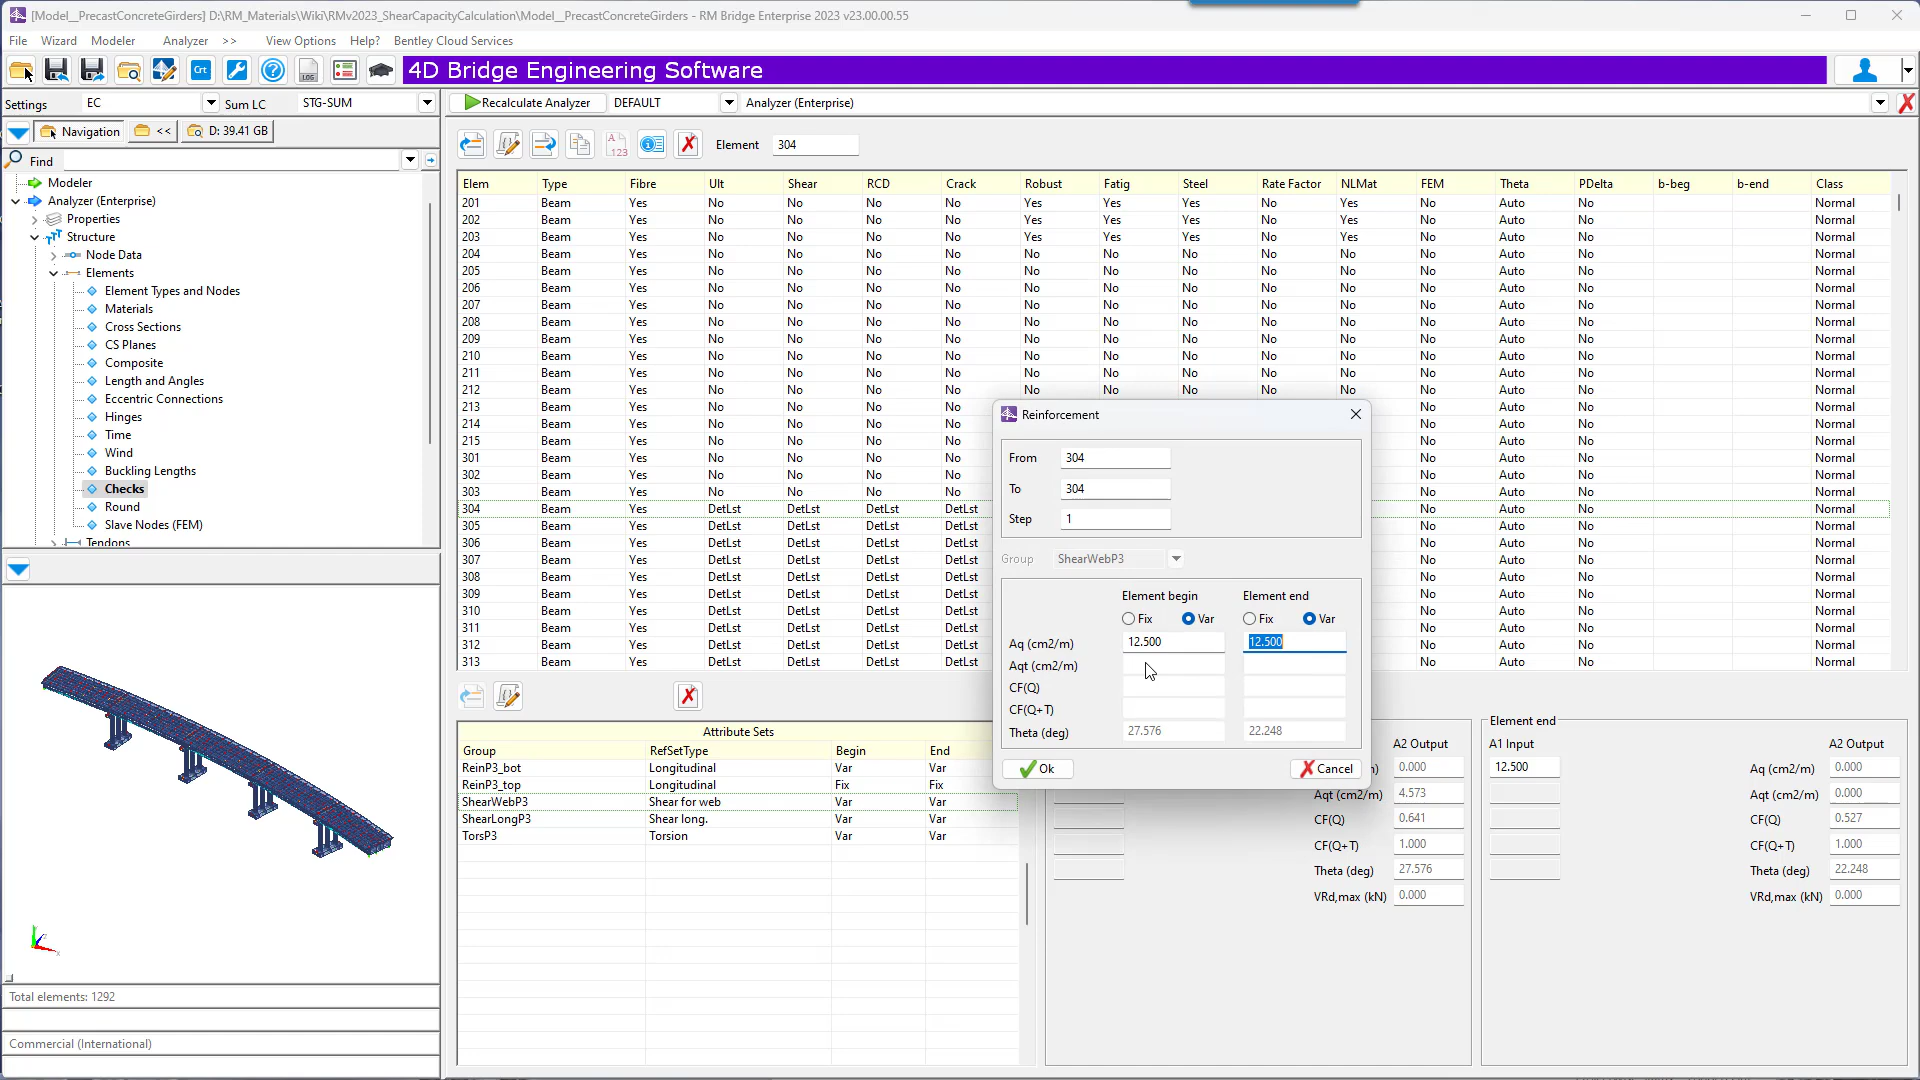 [Model__PrecastConcreteGirders] D:\RM_Materials\Wiki\RMv2023_ShearCapacityCalculation\Model__PrecastConcreteGirders - RM Bridge Enterprise 2023 v23.00.00.55
File Wizard Modeler Analyzer >> View Options Help? Bentley Cloud Services
Crt LOG 4D Bridge Engineering Software
Settings EC Sum LC STG-SUM Recalculate Analyzer DEFAULT Analyzer (Enterprise)
Navigation << D: 39.41 GB
A 123 Element 304
Find
Modeler
Analyzer (Enterprise)
Properties
Structure
Node Data
Elements
Element Types and Nodes
Materials
Cross Sections
CS Planes
Composite
Length and Angles
Eccentric Connections
Hinges
Time
Wind
Buckling Lengths
Checks
Round
Slave Nodes (FEM)
Tendons
Total elements: 1292
Commercial (International)
Elem Type Fibre Ult Shear RCD Crack Robust Fatig Steel Rate Factor NLMat FEM Theta PDelta b-beg b-end Class
201 Beam Yes No No No No Yes Yes Yes No Yes No Auto No Normal
202 Beam Yes No No No No Yes Yes Yes No Yes No Auto No Normal
203 Beam Yes No No No No Yes Yes Yes No Yes No Auto No Normal
204 Beam Yes No No No No No No No No No No Auto No Normal
205 Beam Yes No No No No No No No No No No Auto No Normal
206 Beam Yes No No No No No No No No No No Auto No Normal
207 Beam Yes No No No No No No No No No No Auto No Normal
208 Beam Yes No No No No No No No No No No Auto No Normal
209 Beam Yes No No No No No No No No No No Auto No Normal
210 Beam Yes No No No No No No No No No No Auto No Normal
211 Beam Yes No No No No No No No No No No Auto No Normal
212 Beam Yes No No No No No No No No No No Auto No Normal
213 Beam Yes No No No No No Auto No Normal
214 Beam Yes No No No No No Auto No Normal
215 Beam Yes No No No No No Auto No Normal
301 Beam Yes No No No No No Auto No Normal
302 Beam Yes No No No No No Auto No Normal
303 Beam Yes No No No No No Auto No Normal
304 Beam Yes DetLst DetLst DetLst DetLst No Auto No Normal
305 Beam Yes DetLst DetLst DetLst DetLst No Auto No Normal
306 Beam Yes DetLst DetLst DetLst DetLst No Auto No Normal
307 Beam Yes DetLst DetLst DetLst DetLst No Auto No Normal
308 Beam Yes DetLst DetLst DetLst DetLst No Auto No Normal
309 Beam Yes DetLst DetLst DetLst DetLst No Auto No Normal
310 Beam Yes DetLst DetLst DetLst DetLst No Auto No Normal
311 Beam Yes DetLst DetLst DetLst DetLst No Auto No Normal
312 Beam Yes DetLst DetLst DetLst DetLst No Auto No Normal
313 Beam Yes DetLst DetLst DetLst DetLst No Auto No Normal
Reinforcement
From 304
To 304
Step 1
Group ShearWebP3
Element begin Element end
Fix Var Fix Var
Aq (cm2/m) 12.500 12.500
Aqt (cm2/m)
CF(Q)
CF(Q+T)
Theta (deg) 27.576 22.248
Ok Cancel
Attribute Sets
Group RefSetType Begin End
ReinP3_bot Longitudinal Var Var
ReinP3_top Longitudinal Fix Fix
ShearWebP3 Shear for web Var Var
ShearLongP3 Shear long. Var Var
TorsP3 Torsion Var Var
A2 Output
) 0.000
Aqt (cm2/m) 4.573
CF(Q) 0.641
CF(Q+T) 1.000
Theta (deg) 27.576
VRd,max (kN) 0.000
Element end
A1 Input A2 Output
12.500 Aq (cm2/m) 0.000
Aqt (cm2/m) 0.000
CF(Q) 0.527
CF(Q+T) 1.000
Theta (deg) 22.248
VRd,max (kN) 0.000